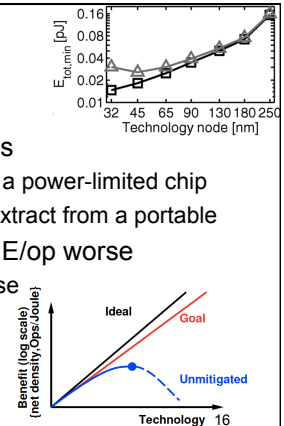 E_tot,min [pJ]
0.16
0.08
0.04
0.02
0.01
32 45 65 90 130 180 250
Technology node [nm]
s
a power-limited chip
xtract from a portable
E/op worse
se
Benefit (log scale)
{net density,Ops/Joule}
Ideal
Goal
Unmitigated
Technology 16